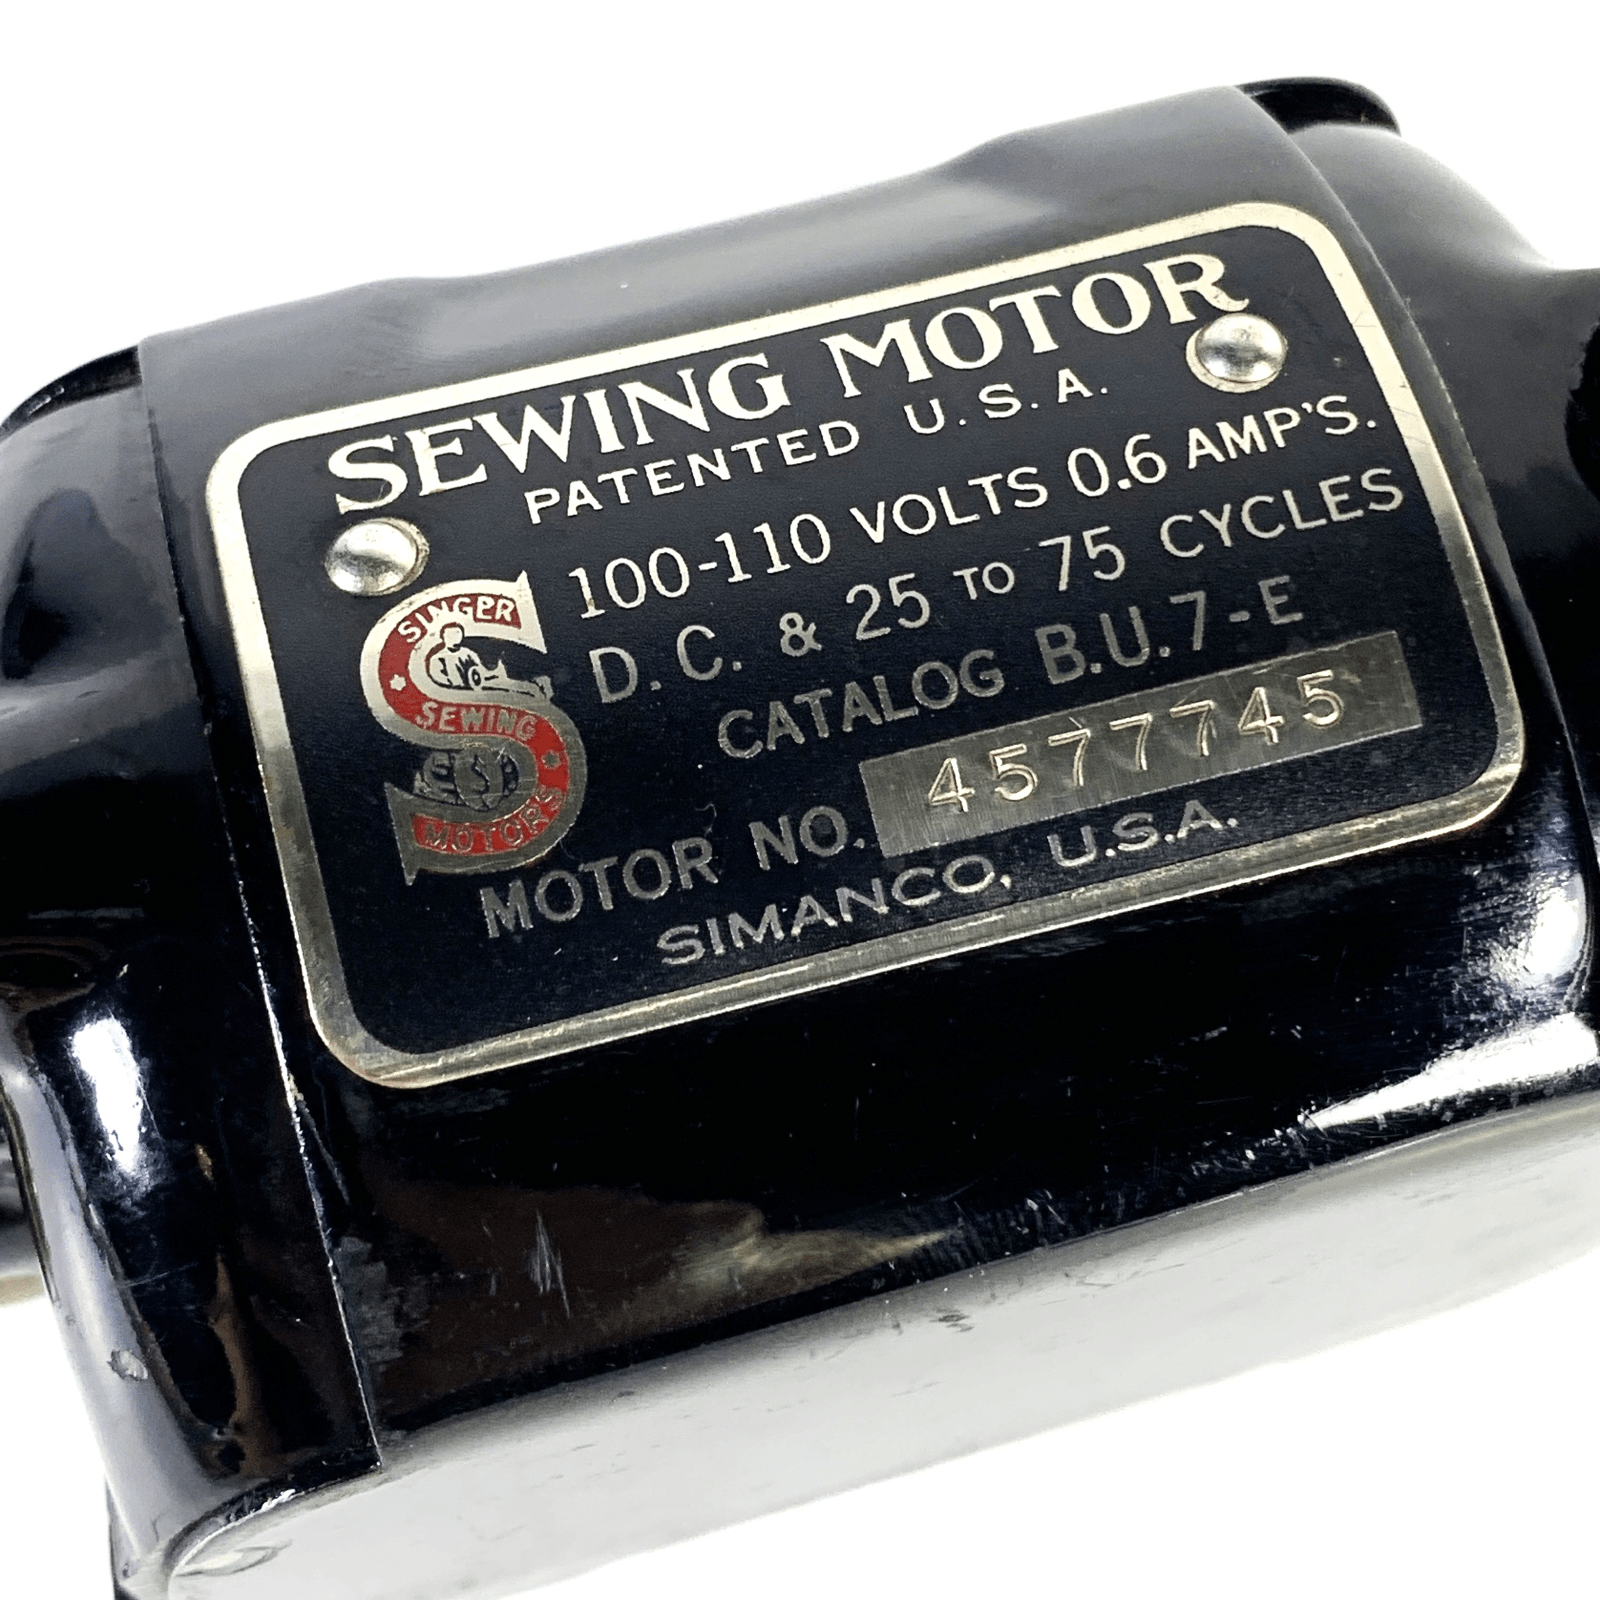 SEWING MOTOR
PATENTED U.S.A.
100-110 VOLTS 0.6 AMP'S.
D.C. & 25 TO 75 CYCLES
CATALOG B.U.7-E
SINGER
SEWING
MOTORS
MOTOR NO. 4577745
SIMANCO, U.S.A.